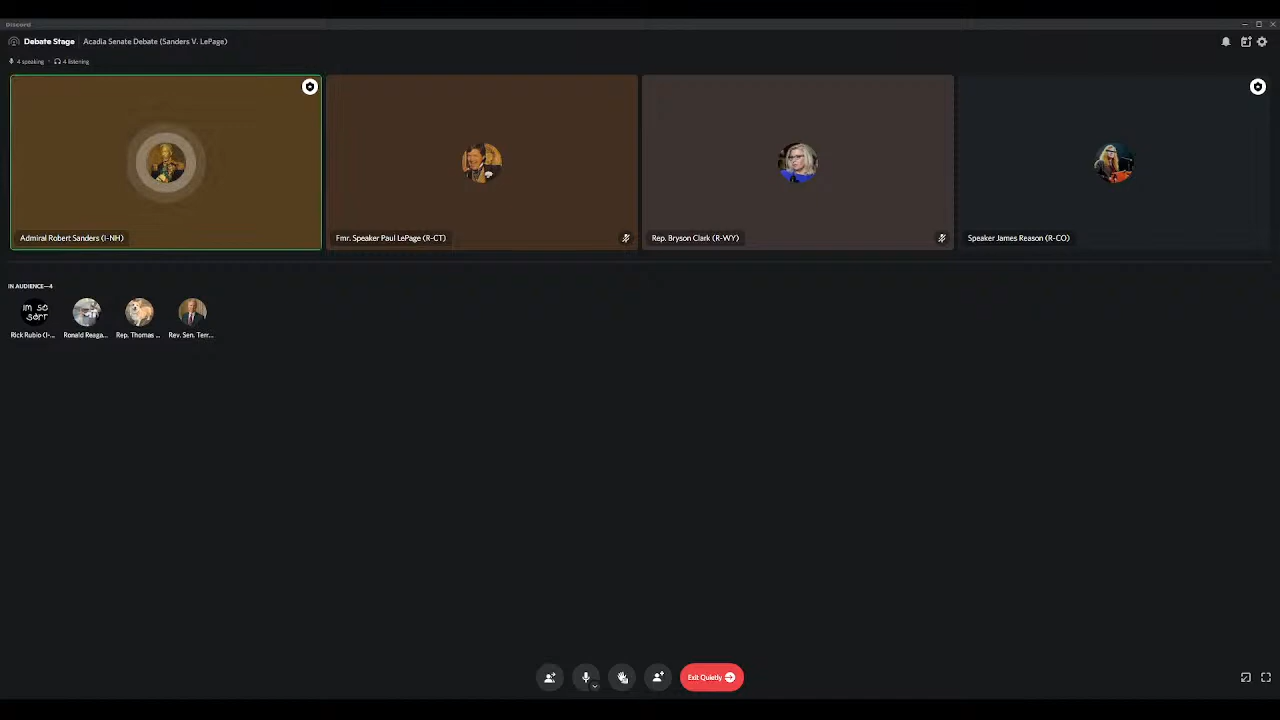 Discord
Debate Stage Acadia Senate Debate (Sanders V. LePage)
4 speaking • 4 listening
Admiral Robert Sanders (I-NH)
Fmr. Speaker Paul LePage (R-CT)
Rep. Bryson Clark (R-WY)
Speaker James Reason (R-CO)
IN AUDIENCE—4
im so
sorr
Rick Rubio (I-... Ronald Reaga... Rep. Thomas ... Rev. Sen. Terr...
Exit Quietly